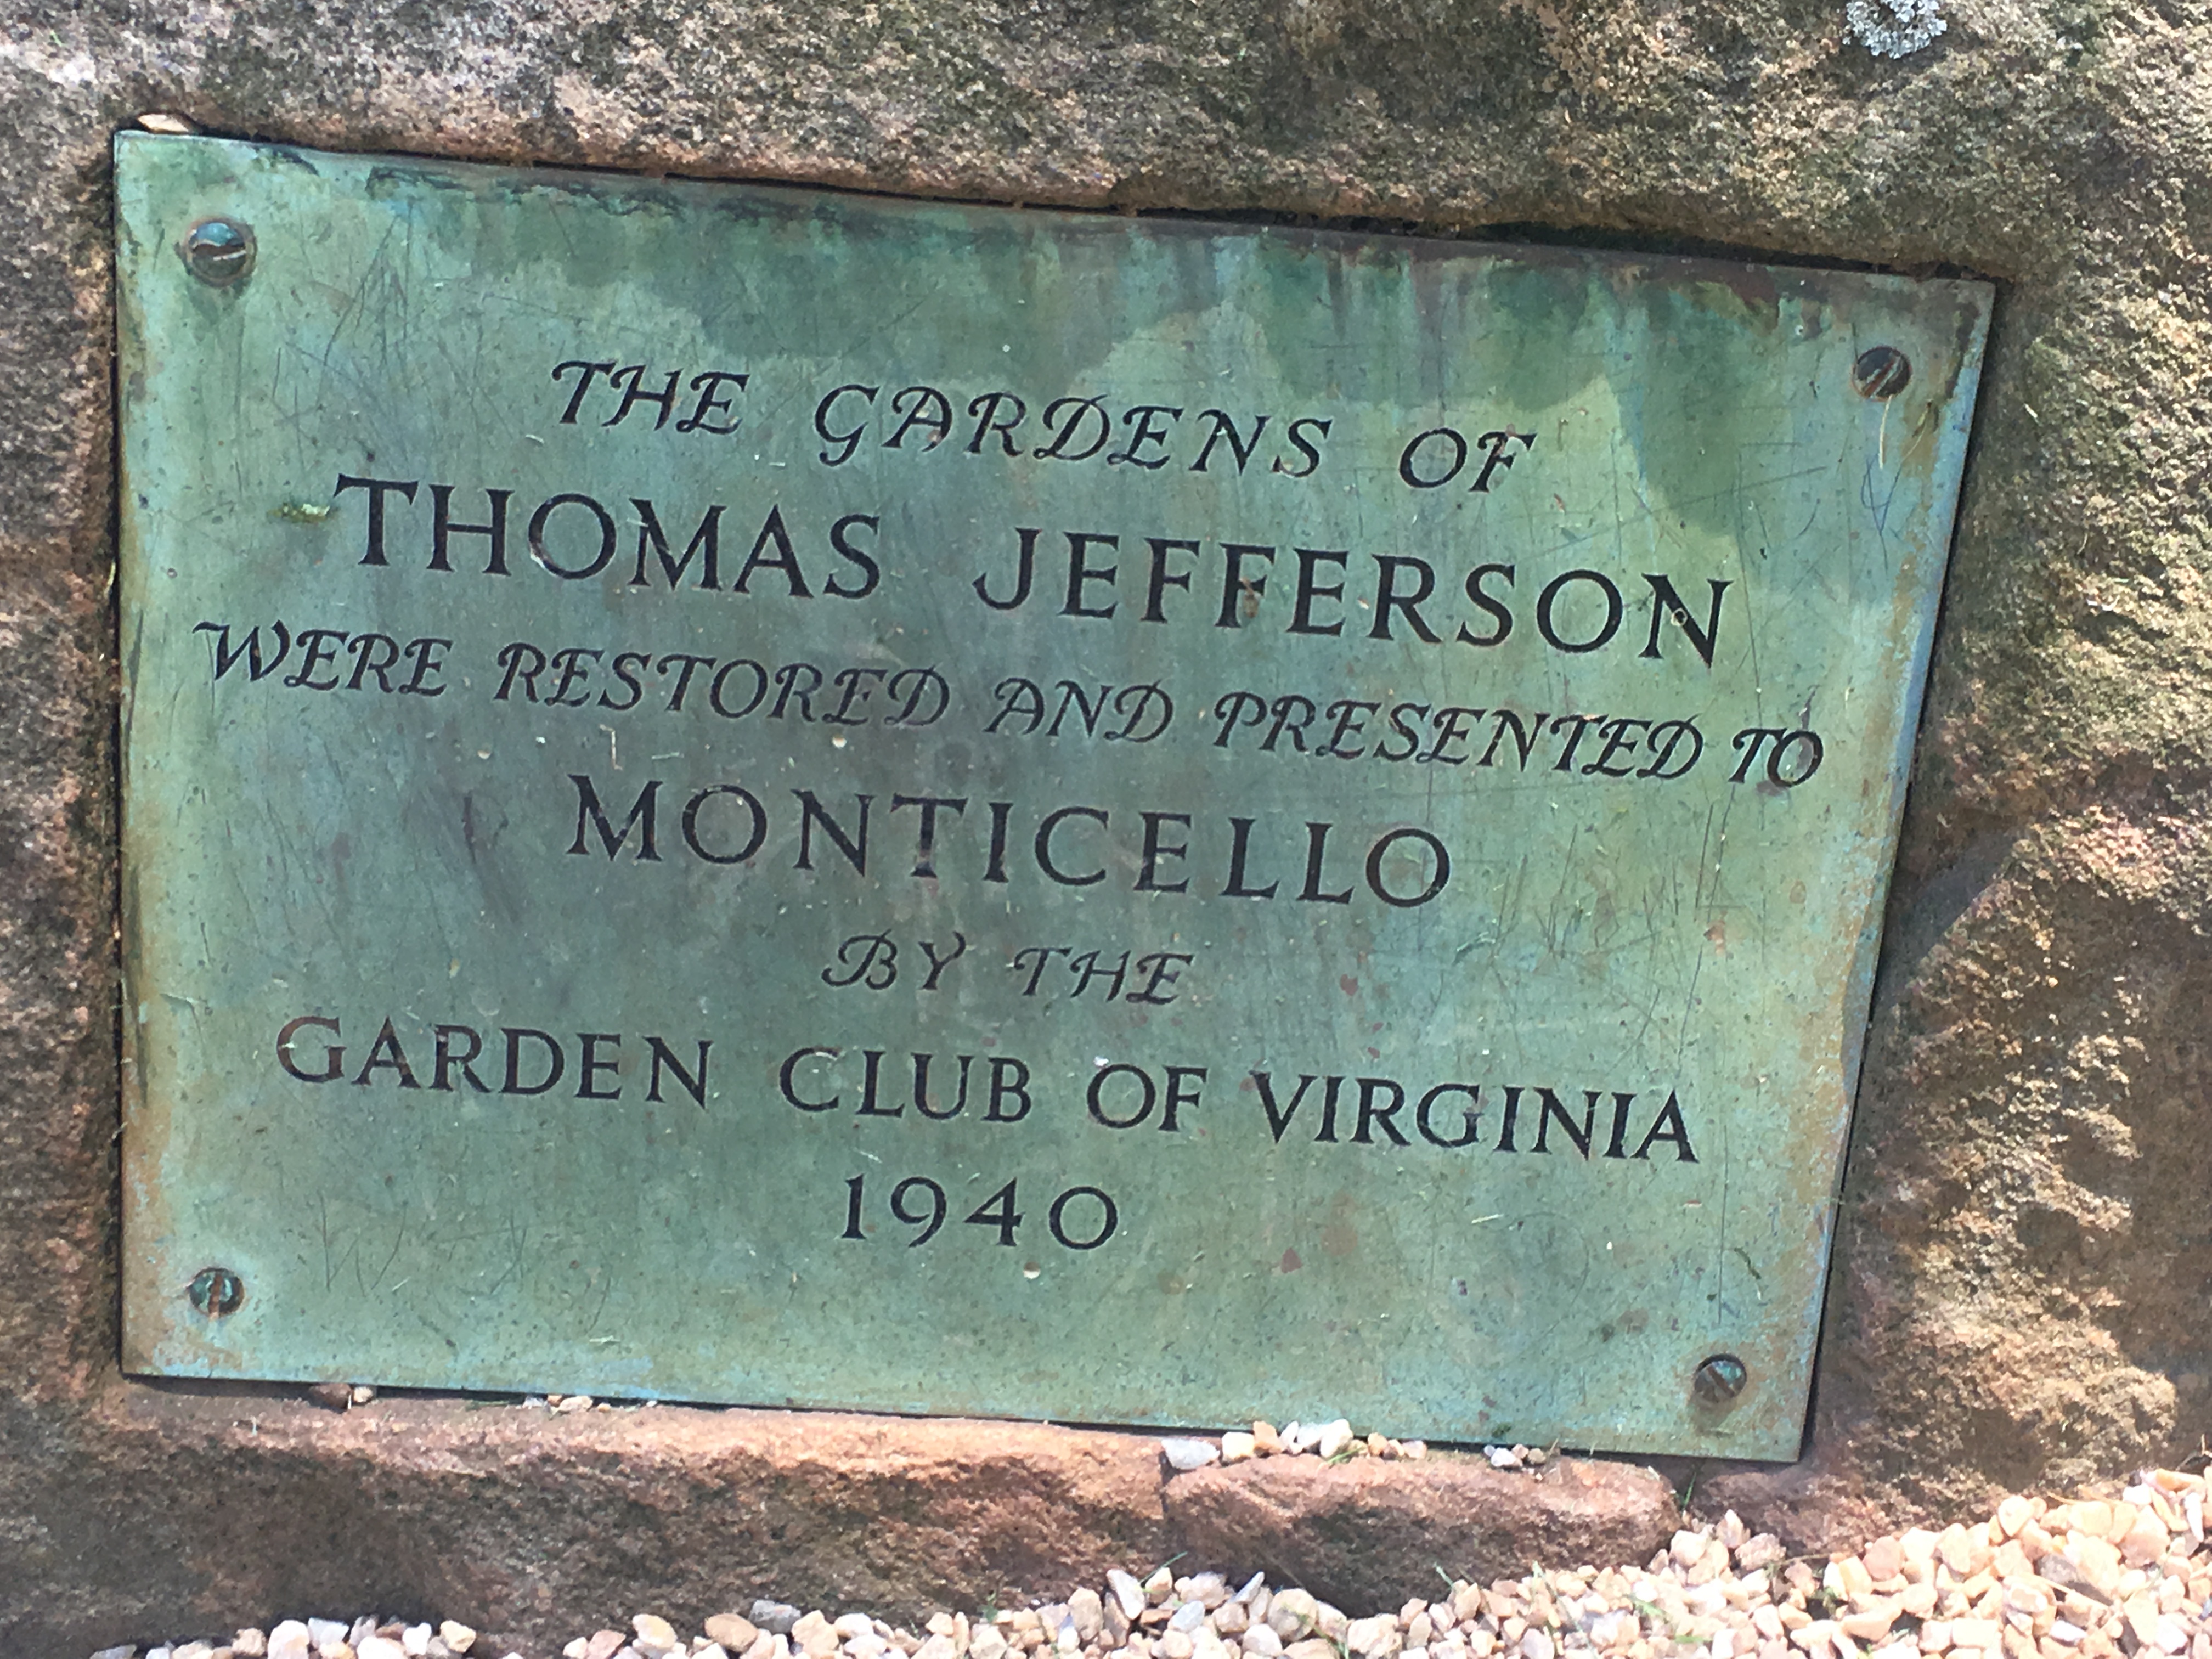 THE GARDENS OF
THOMAS JEFFERSON
WERE RESTORED AND PRESENTED TO
MONTICELLO
BY THE
GARDEN CLUB OF VIRGINIA
1940